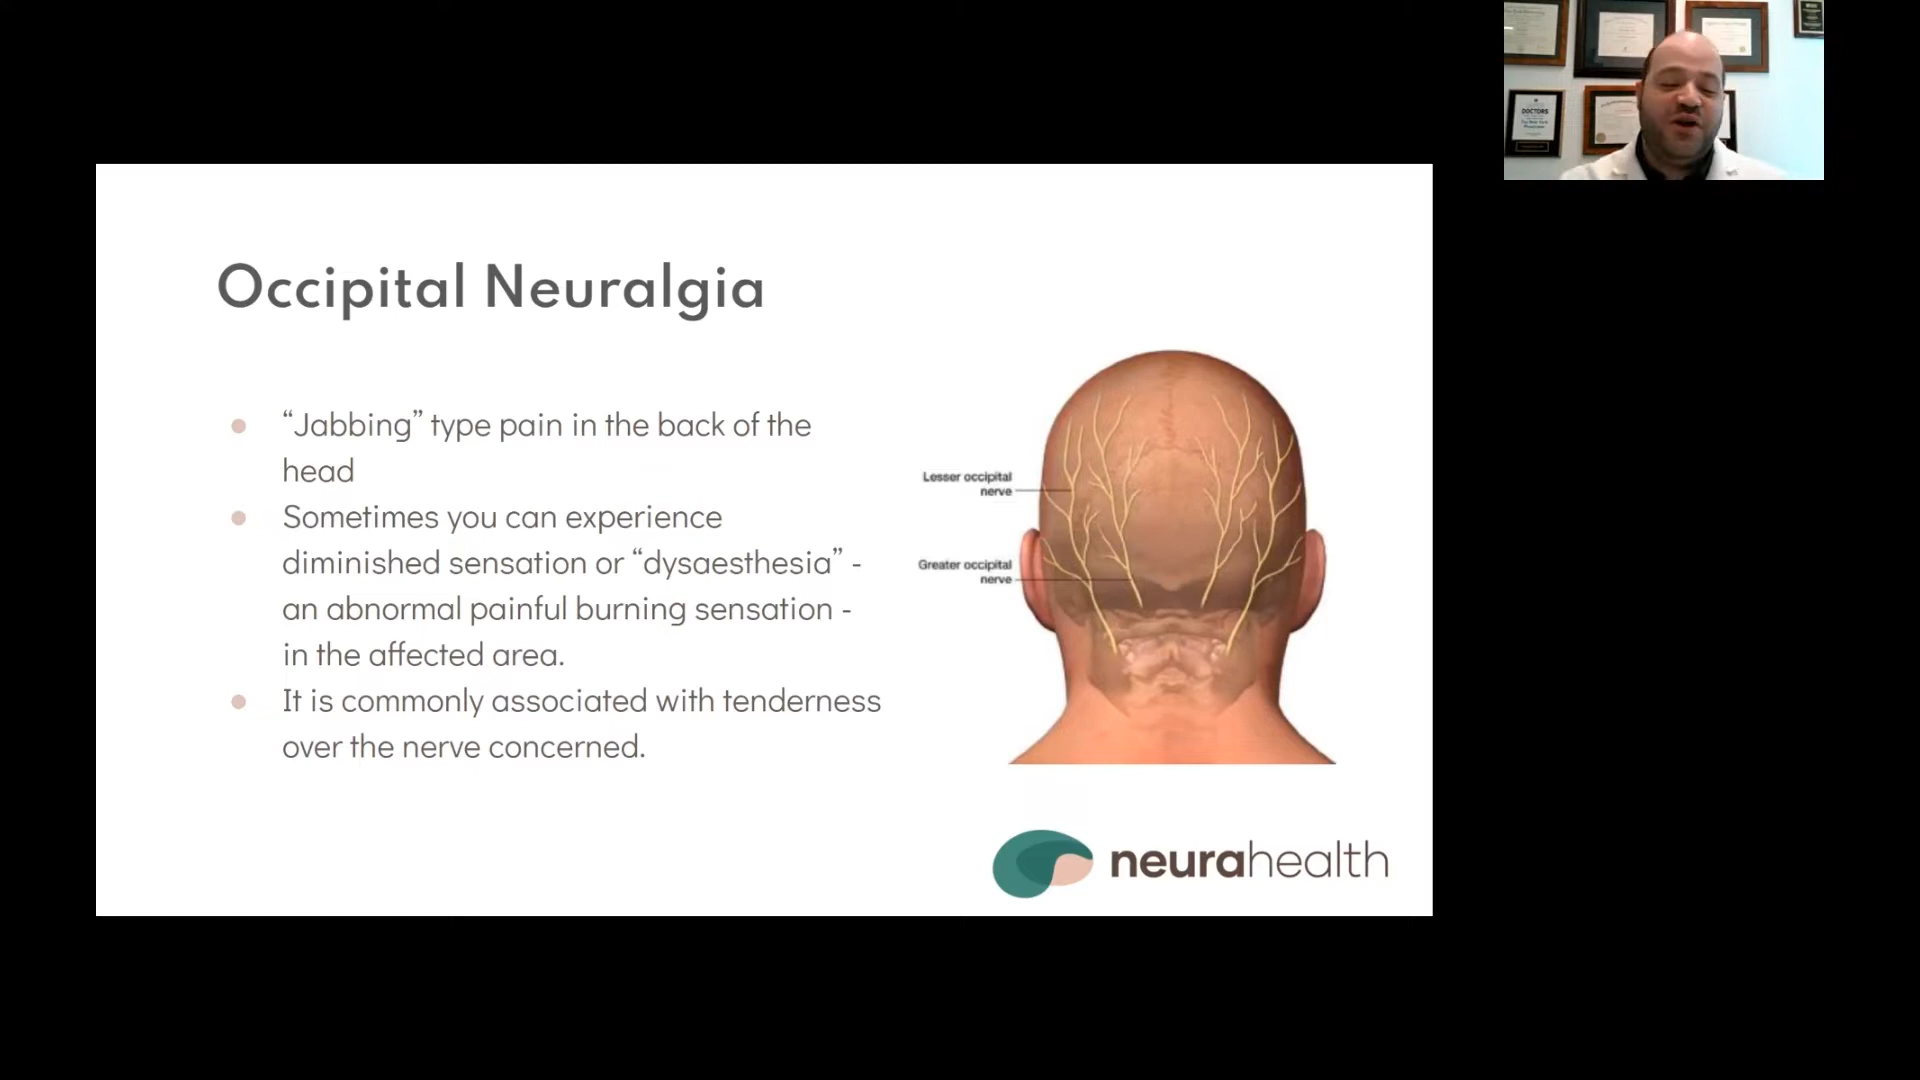 Occipital Neuralgia
“Jabbing” type pain in the back of the
head
Sometimes you can experience
diminished sensation or “dysaesthesia” -
an abnormal painful burning sensation -
in the affected area.
It is commonly associated with tenderness
over the nerve concerned.
Lesser occipital
nerve
Greater occipital
nerve
neurahealth
DOCTORS